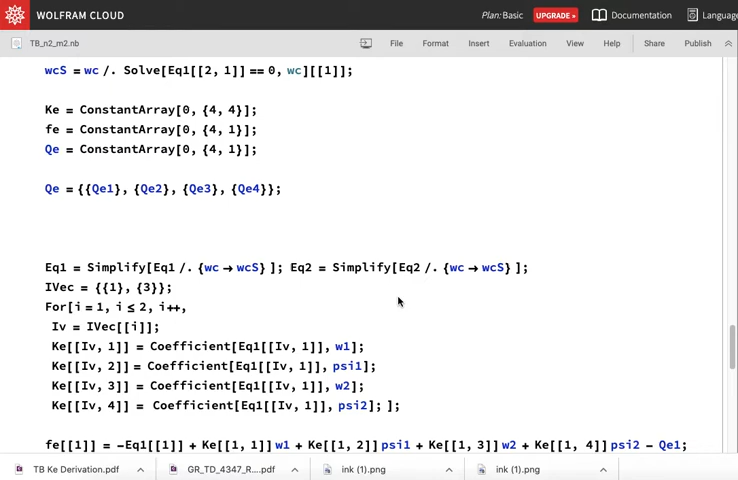 WOLFRAM CLOUD Plan: Basic UPGRADE▸ Documentation Language
TB_n2_m2.nb File Format Insert Evaluation View Help Share Publish
wcS = wc /. Solve[Eq1[[2, 1]] == 0, wc][[1]];
Ke = ConstantArray[0, {4, 4}];
fe = ConstantArray[0, {4, 1}];
Qe = ConstantArray[0, {4, 1}];
Qe = {{Qe1}, {Qe2}, {Qe3}, {Qe4}};
Eq1 = Simplify[Eq1 /. {wc → wcS} ]; Eq2 = Simplify[Eq2 /. {wc → wcS} ];
IVec = {{1}, {3}};
For[i = 1, i ≤ 2, i++,
Iv = IVec[[i]];
Ke[[Iv, 1]] = Coefficient[Eq1[[Iv, 1]], w1];
Ke[[Iv, 2]] = Coefficient[Eq1[[Iv, 1]], psi1];
Ke[[Iv, 3]] = Coefficient[Eq1[[Iv, 1]], w2];
Ke[[Iv, 4]] = Coefficient[Eq1[[Iv, 1]], psi2]; ];
fe[[1]] = -Eq1[[1]] + Ke[[1, 1]] w1 + Ke[[1, 2]] psi1 + Ke[[1, 3]] w2 + Ke[[1, 4]] psi2 - Qe1;
TB Ke Derivation.pdf GR_TD_4347_R....pdf ink (1).png ink (1).png